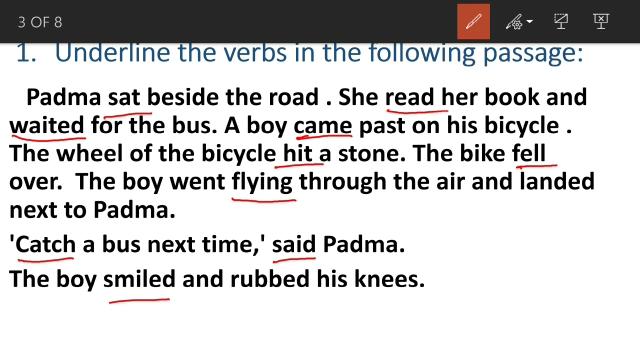 3 OF 8
1. Underline the verbs in the following passage:
Padma sat beside the road . She read her book and
waited for the bus. A boy came past on his bicycle .
The wheel of the bicycle hit a stone. The bike fell
over. The boy went flying through the air and landed
next to Padma.
'Catch a bus next time,' said Padma.
The boy smiled and rubbed his knees.